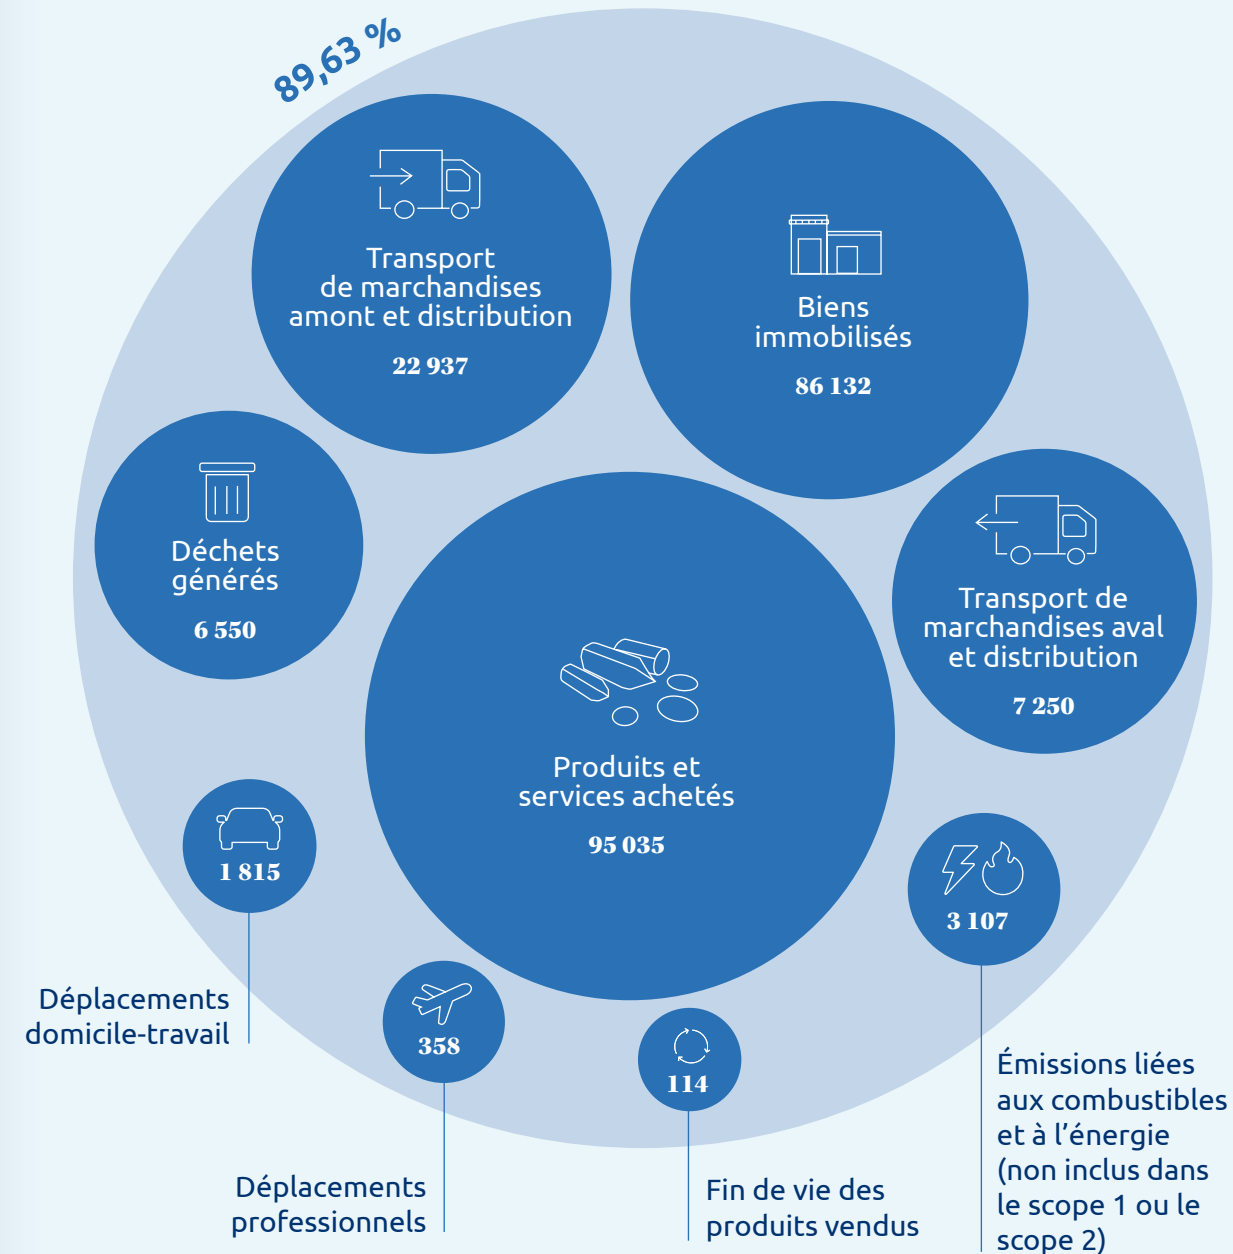 89,63 %
Transport
de marchandises
amont et distribution
22 937
Biens
immobilisés
86 132
Déchets
générés
6 550
Transport de
marchandises aval
et distribution
7 250
Produits et
services achetés
95 035
1 815
Déplacements
domicile-travail
358
Déplacements
professionnels
114
Fin de vie des
produits vendus
3 107
Émissions liées
aux combustibles
et à l’énergie
(non inclus dans
le scope 1 ou le
scope 2)